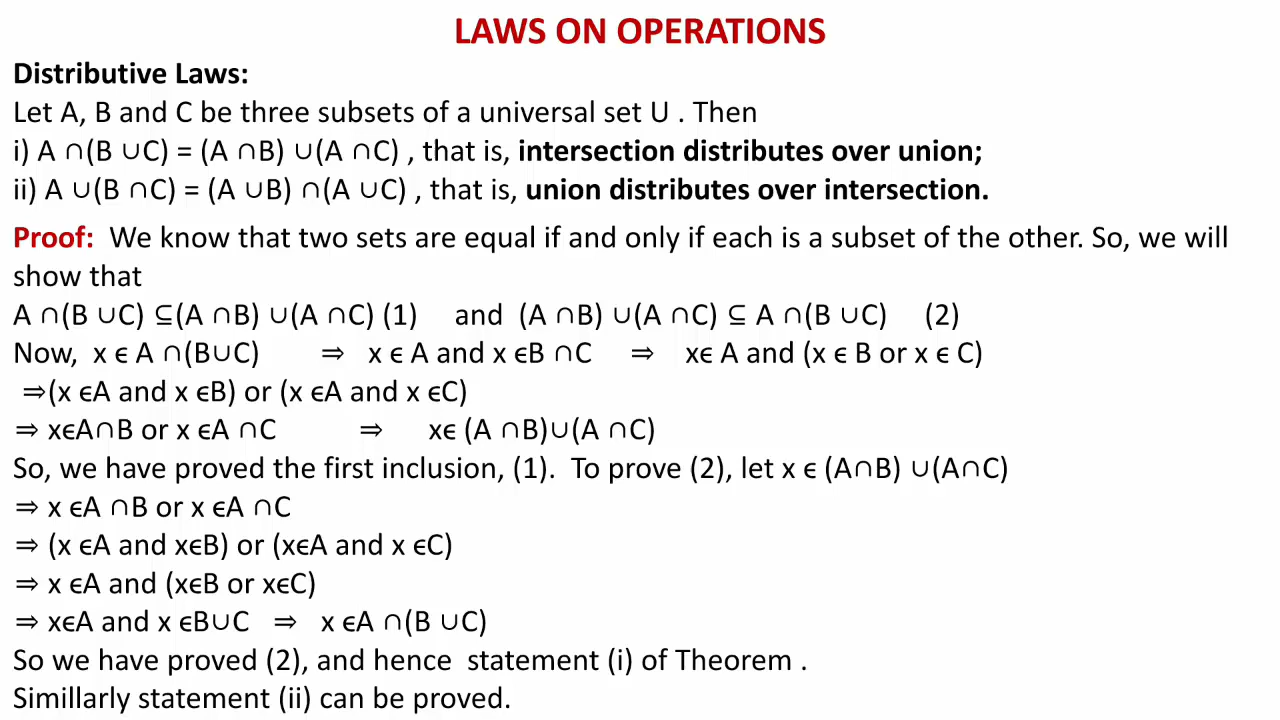 LAWS ON OPERATIONS
Distributive Laws:
Let A, B and C be three subsets of a universal set U . Then
i) A ∩(B ∪C) = (A ∩B) ∪(A ∩C) , that is, intersection distributes over union;
ii) A ∪(B ∩C) = (A ∪B) ∩(A ∪C) , that is, union distributes over intersection.
Proof: We know that two sets are equal if and only if each is a subset of the other. So, we will
show that
A ∩(B ∪C) ⊆(A ∩B) ∪(A ∩C) (1) and (A ∩B) ∪(A ∩C) ⊆ A ∩(B ∪C) (2)
Now, x ϵ A ∩(B∪C) ⇒ x ϵ A and x ϵB ∩C ⇒ xϵ A and (x ϵ B or x ϵ C)
⇒(x ϵA and x ϵB) or (x ϵA and x ϵC)
⇒ xϵA∩B or x ϵA ∩C ⇒ xϵ (A ∩B)∪(A ∩C)
So, we have proved the first inclusion, (1). To prove (2), let x ϵ (A∩B) ∪(A∩C)
⇒ x ϵA ∩B or x ϵA ∩C
⇒ (x ϵA and xϵB) or (xϵA and x ϵC)
⇒ x ϵA and (xϵB or xϵC)
⇒ xϵA and x ϵB∪C ⇒ x ϵA ∩(B ∪C)
So we have proved (2), and hence statement (i) of Theorem .
Simillarly statement (ii) can be proved.